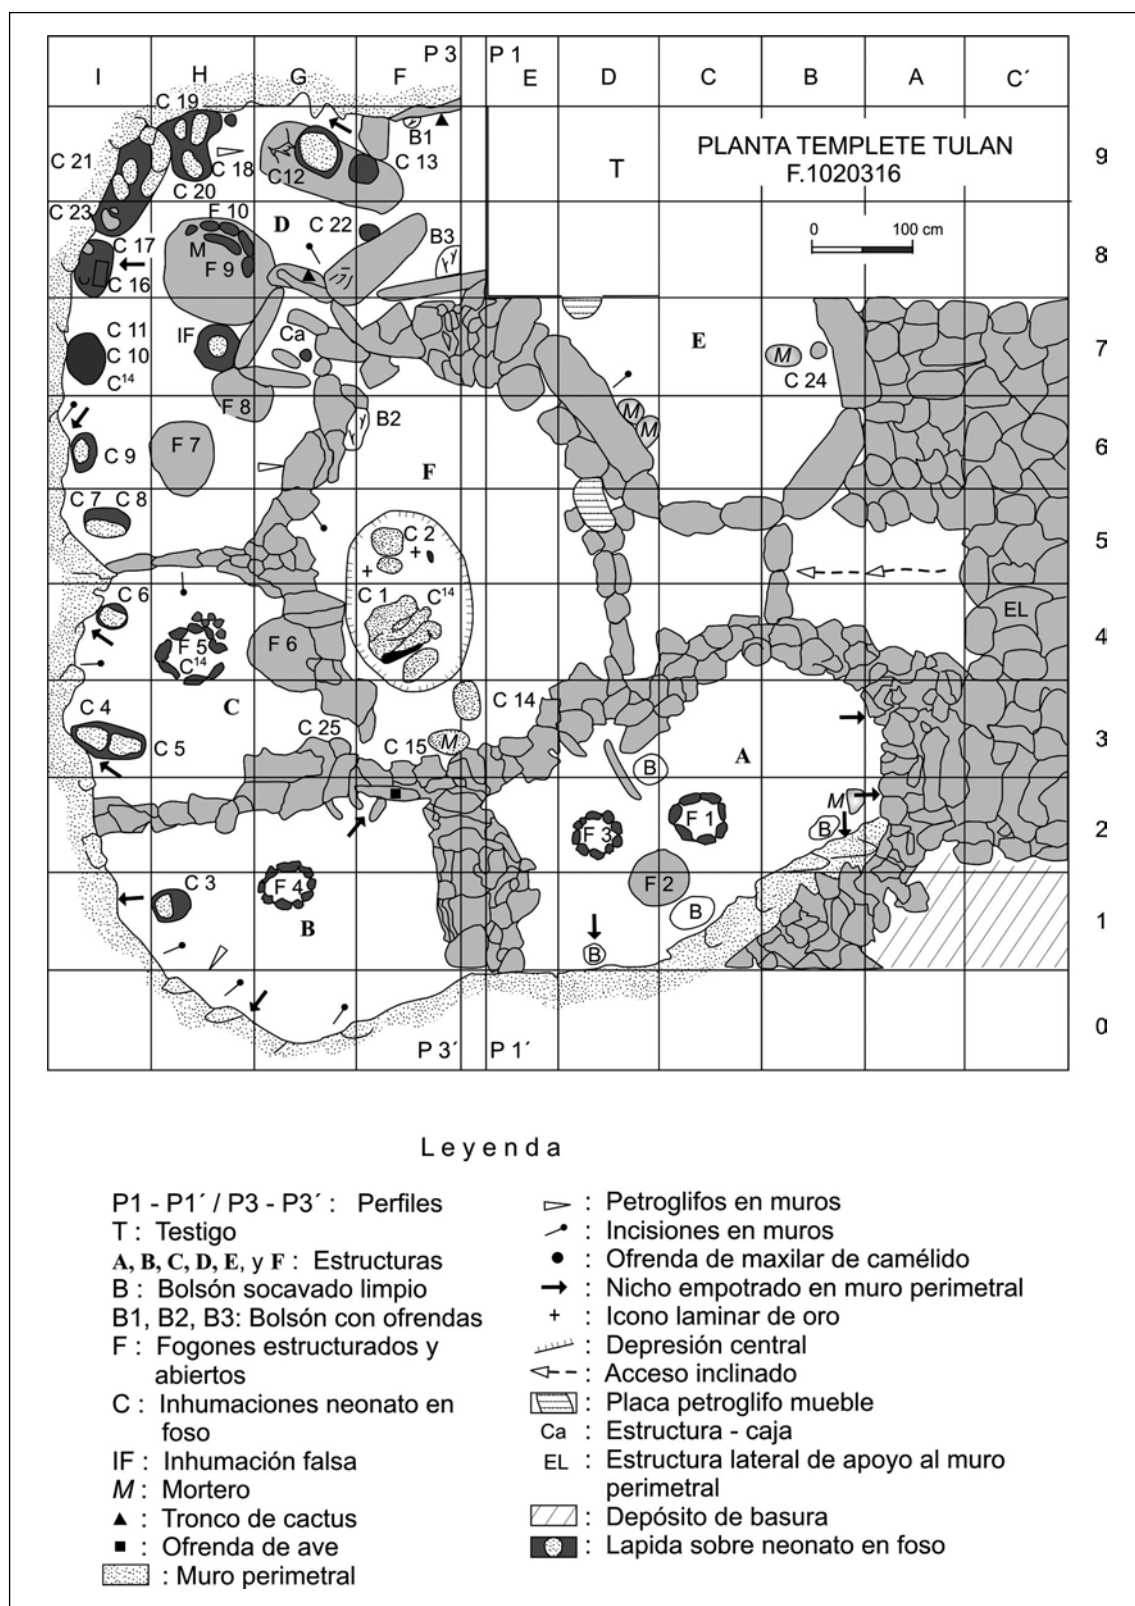 P 3 P 1
I H G F E D C B A C´
C 19
B1
C 21 C 18 C12 C 13 T PLANTA TEMPLETE TULAN 9
C 20 F.1020316
C 23 F 10 D C 22
C 17 M B3 0 100 cm 8
F 9
C 16
C 11 IF Ca E
C 10 M 7
C¹⁴ C 24
F 8 B2 M
C 9 F 7 F M 6
C 7 C 8
C 2 5
+
+
C 6 C 1 C¹⁴ EL
F 5 F 6 4
C¹⁴
C C 14
C 4 C 25 A
C 5 C 15 M B 3
M
F 3 F 1 B 2
C 3 F 4 F 2
B B 1
B
0
P 3´ P 1´
Leyenda
P1 - P1´ / P3 - P3´ : Perfiles
T : Testigo
A, B, C, D, E, y F : Estructuras
B : Bolsón socavado limpio
B1, B2, B3: Bolsón con ofrendas
F : Fogones estructurados y
abiertos
C : Inhumaciones neonato en
foso
IF : Inhumación falsa
M : Mortero
▲ : Tronco de cactus
■ : Ofrenda de ave
: Muro perimetral
: Petroglifos en muros
: Incisiones en muros
● : Ofrenda de maxilar de camélido
: Nicho empotrado en muro perimetral
+ : Icono laminar de oro
: Depresión central
: Acceso inclinado
: Placa petroglifo mueble
Ca : Estructura - caja
EL : Estructura lateral de apoyo al muro
perimetral
: Depósito de basura
: Lapida sobre neonato en foso